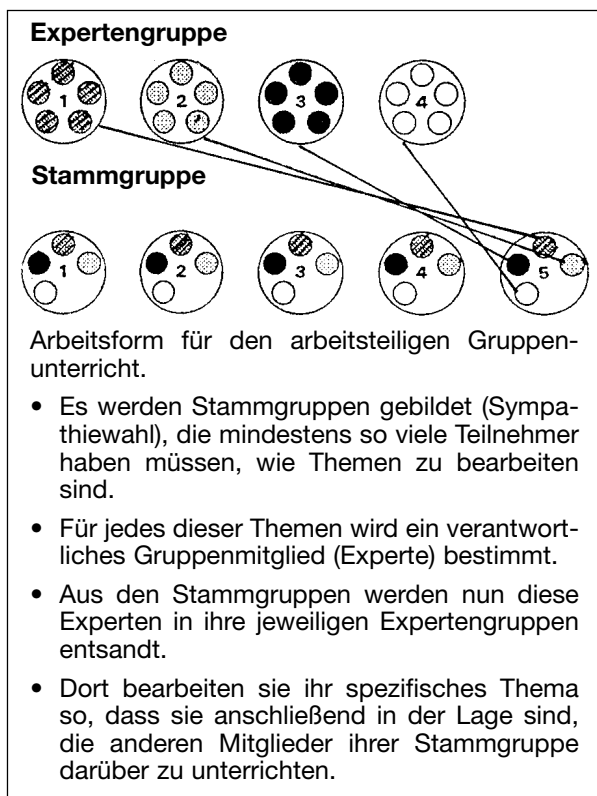 Expertengruppe
1 2 3 4
Stammgruppe
1 2 3 4 5
Arbeitsform für den arbeitsteiligen Gruppen-
unterricht.
• Es werden Stammgruppen gebildet (Sympa-
thiewahl), die mindestens so viele Teilnehmer
haben müssen, wie Themen zu bearbeiten
sind.
• Für jedes dieser Themen wird ein verantwort-
liches Gruppenmitglied (Experte) bestimmt.
• Aus den Stammgruppen werden nun diese
Experten in ihre jeweiligen Expertengruppen
entsandt.
• Dort bearbeiten sie ihr spezifisches Thema
so, dass sie anschließend in der Lage sind,
die anderen Mitglieder ihrer Stammgruppe
darüber zu unterrichten.